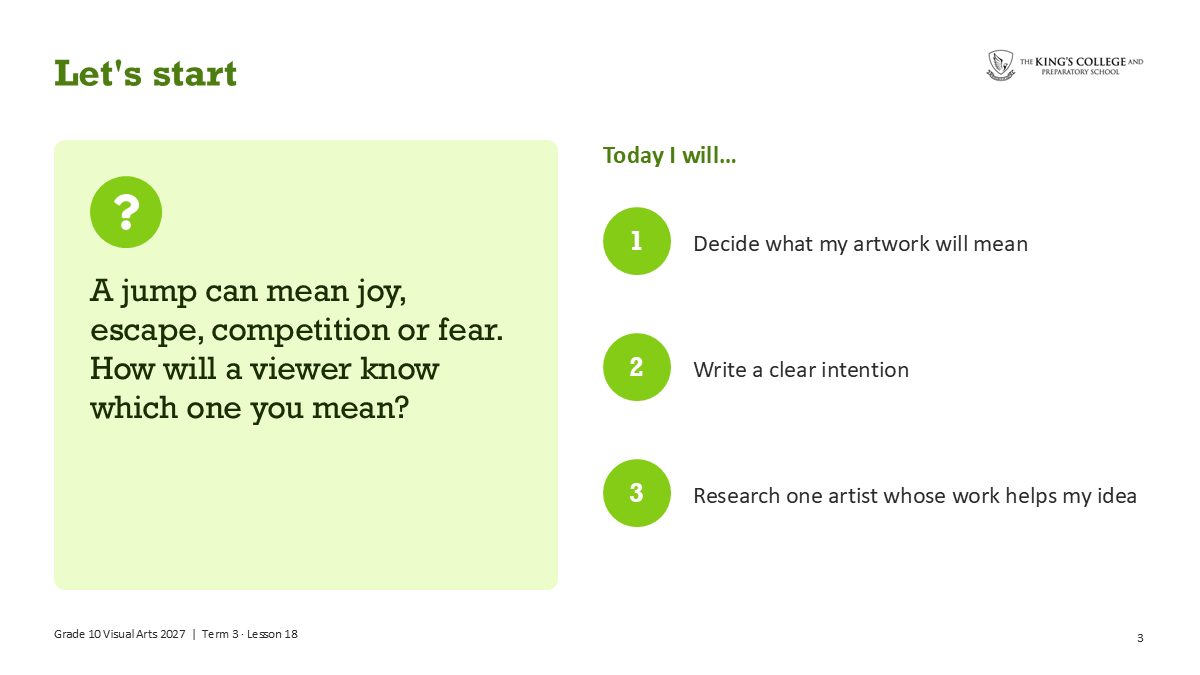 Let's start
THE KING'S COLLEGE AND
PREPARATORY SCHOOL
?
A jump can mean joy,
escape, competition or fear.
How will a viewer know
which one you mean?
Today I will...
1
Decide what my artwork will mean
2
Write a clear intention
3
Research one artist whose work helps my idea
Grade 10 Visual Arts 2027 | Term 3 · Lesson 18
3